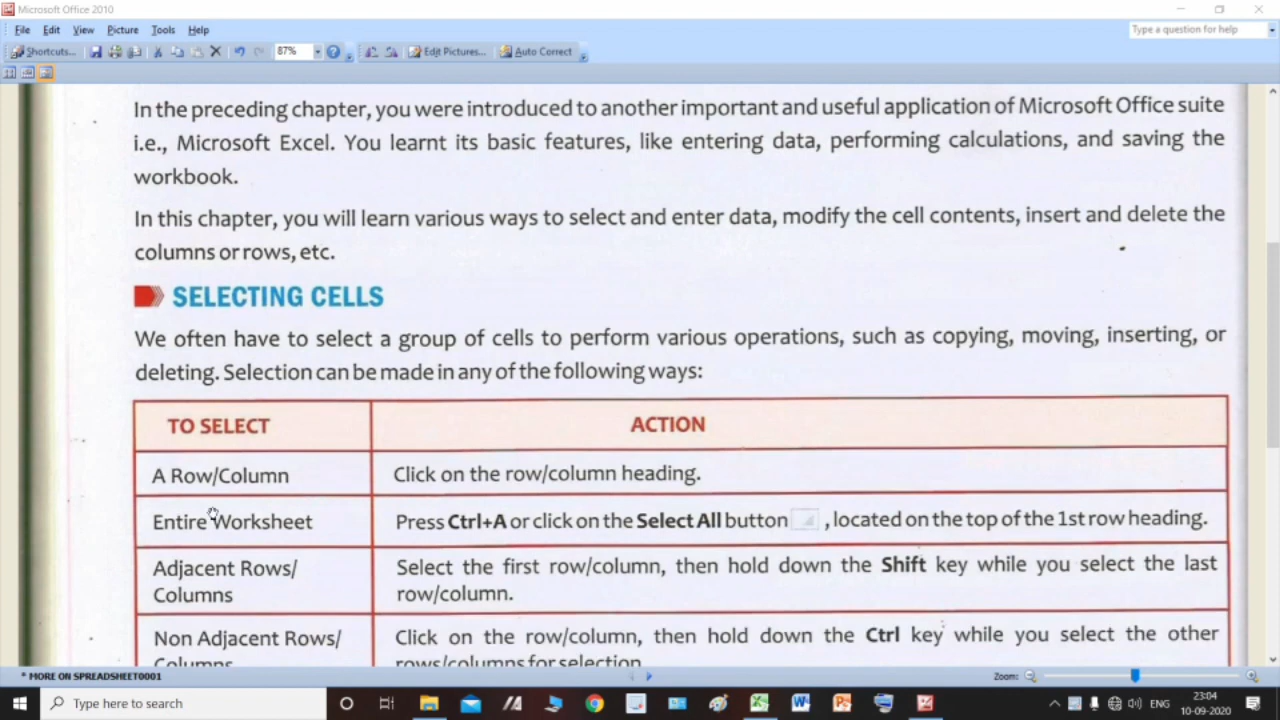 Microsoft Office 2010
File Edit View Picture Tools Help
Type a question for help
Shortcuts... 87% Edit Pictures... Auto Correct
In the preceding chapter, you were introduced to another important and useful application of Microsoft Office suite
i.e., Microsoft Excel. You learnt its basic features, like entering data, performing calculations, and saving the
workbook.
In this chapter, you will learn various ways to select and enter data, modify the cell contents, insert and delete the
columns or rows, etc.
SELECTING CELLS
We often have to select a group of cells to perform various operations, such as copying, moving, inserting, or
deleting. Selection can be made in any of the following ways:
TO SELECT ACTION
A Row/Column Click on the row/column heading.
Entire Worksheet Press Ctrl+A or click on the Select All button , located on the top of the 1st row heading.
Adjacent Rows/
Columns
Select the first row/column, then hold down the Shift key while you select the last
row/column.
Non Adjacent Rows/
Columns
Click on the row/column, then hold down the Ctrl key while you select the other
rows/columns for selection
* MORE ON SPREADSHEET0001
Zoom:
Type here to search
ENG
23:04
10-09-2020